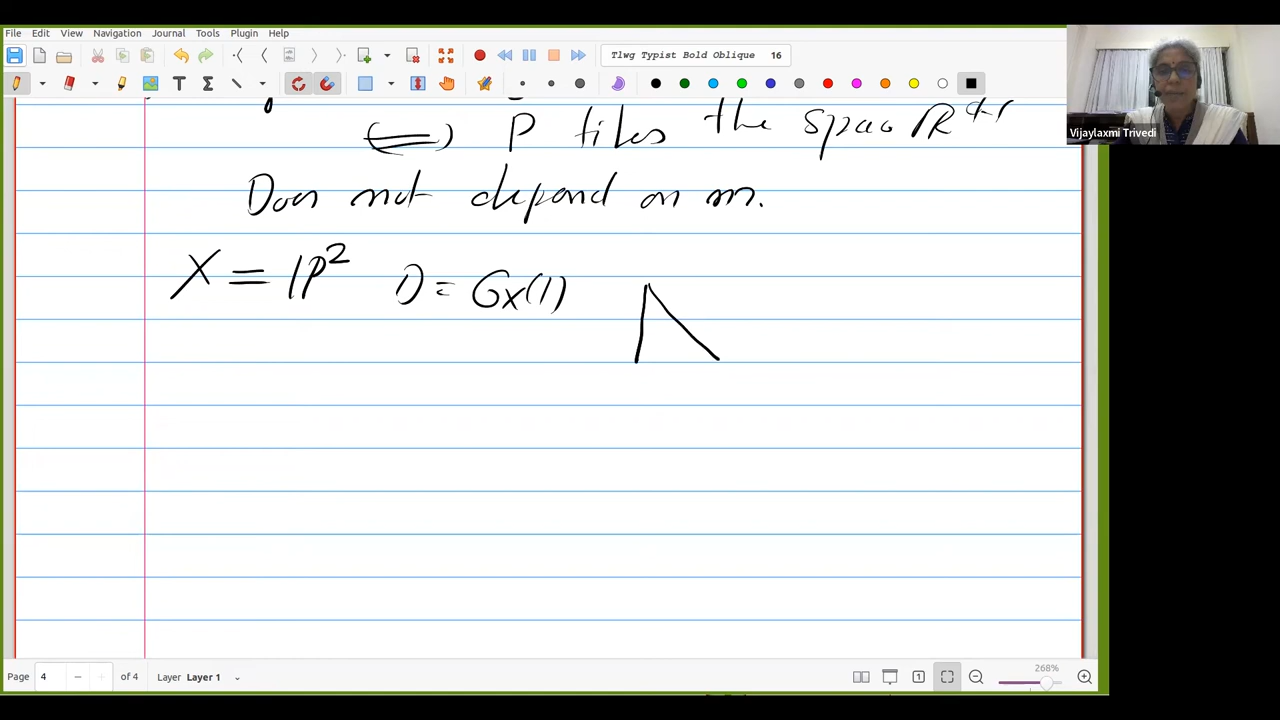 File Edit View Navigation Journal Tools Plugin Help
Tlwg Typist Bold Oblique 16
Vijaylaxmi Trivedi
(⟸) P tiles the space ℝ^{d+1}
Does not depend on m.
X = ℙ² D = O_X(1)
Page 4 of 4 Layer Layer 1
268%